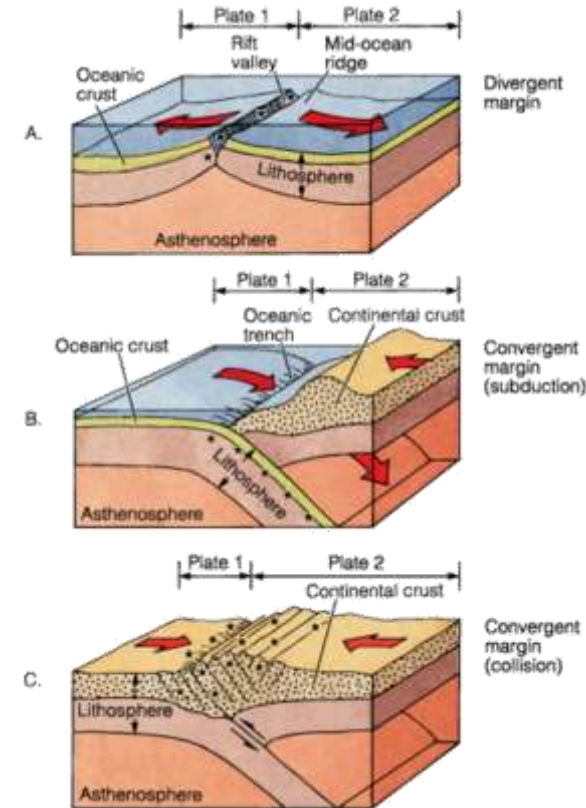 Plate 1
Plate 2
Rift
valley
Mid-ocean
ridge
Oceanic
crust
Divergent
margin
A.
Lithosphere
Asthenosphere
Plate 1
Plate 2
Oceanic
trench
Continental crust
Oceanic crust
Convergent
margin
(subduction)
B.
Lithosphere
Asthenosphere
Plate 1
Plate 2
Continental crust
Convergent
margin
(collision)
C.
Lithosphere
Asthenosphere